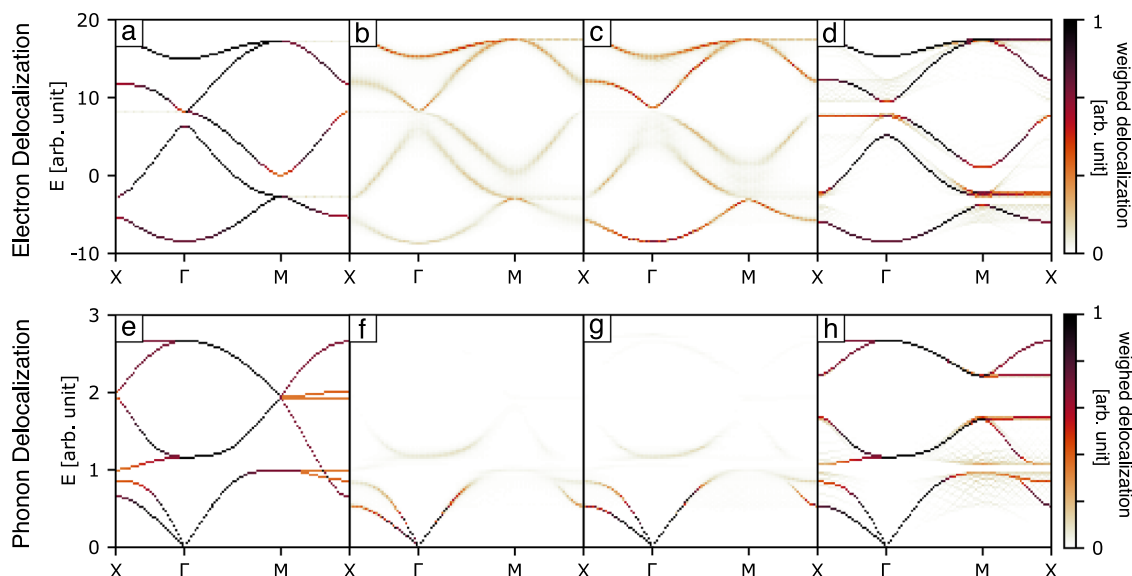 Electron Delocalization
E [arb. unit]
20
10
0
-10
a
b
c
d
X Γ M X Γ M X Γ M X Γ M X
1
0
weighed delocalization
[arb. unit]
Phonon Delocalization
E [arb. unit]
3
2
1
0
e
f
g
h
X Γ M X Γ M X Γ M X Γ M X
1
0
weighed delocalization
[arb. unit]